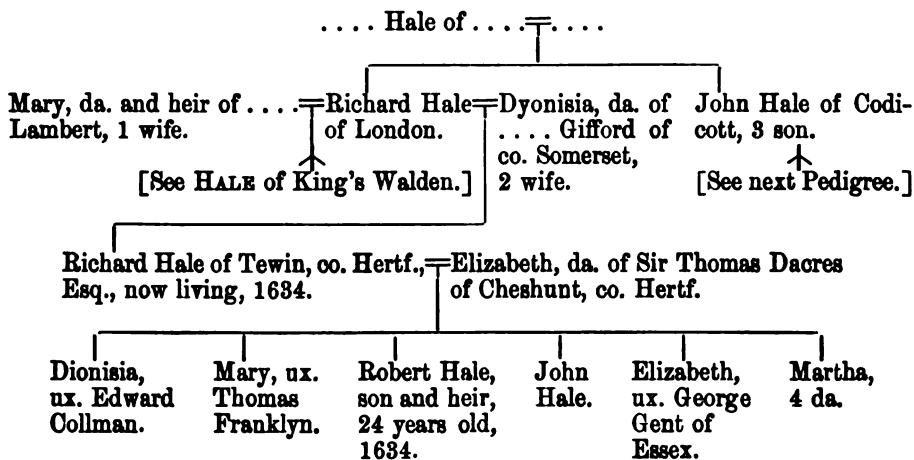 . . . . Hale of . . . .=. . . .
Mary, da. and heir of . . . .=Richard Hale=Dyonisia, da. of John Hale of Codi-
Lambert, 1 wife. of London. . . . . Gifford of cott, 3 son.
co. Somerset,
[See HALE of King's Walden.] 2 wife. [See next Pedigree.]
Richard Hale of Tewin, co. Hertf.,=Elizabeth, da. of Sir Thomas Dacres
Esq., now living, 1634. of Cheshunt, co. Hertf.
Dionisia, Mary, ux. Robert Hale, John Elizabeth, Martha,
ux. Edward Thomas son and heir, Hale. ux. George 4 da.
Collman. Franklyn. 24 years old, Gent of
1634. Essex.